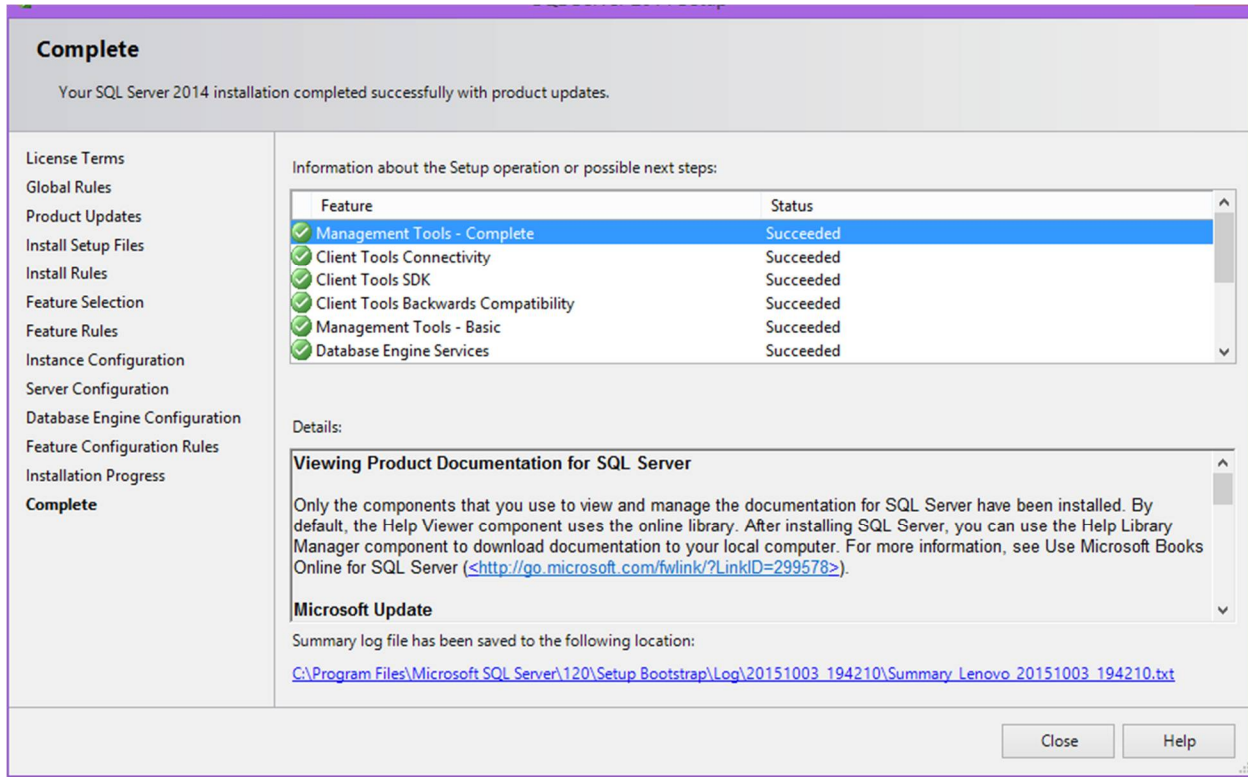 Complete
Your SQL Server 2014 installation completed successfully with product updates.
License Terms
Global Rules
Product Updates
Install Setup Files
Install Rules
Feature Selection
Feature Rules
Instance Configuration
Server Configuration
Database Engine Configuration
Feature Configuration Rules
Installation Progress
Complete
Information about the Setup operation or possible next steps:
Feature Status
Management Tools - Complete Succeeded
Client Tools Connectivity Succeeded
Client Tools SDK Succeeded
Client Tools Backwards Compatibility Succeeded
Management Tools - Basic Succeeded
Database Engine Services Succeeded
Details:
Viewing Product Documentation for SQL Server
Only the components that you use to view and manage the documentation for SQL Server have been installed. By
default, the Help Viewer component uses the online library. After installing SQL Server, you can use the Help Library
Manager component to download documentation to your local computer. For more information, see Use Microsoft Books
Online for SQL Server (<http://go.microsoft.com/fwlink/?LinkID=299578>).
Microsoft Update
Summary log file has been saved to the following location:
C:\Program Files\Microsoft SQL Server\120\Setup Bootstrap\Log\20151003_194210\Summary_Lenovo_20151003_194210.txt
Close Help